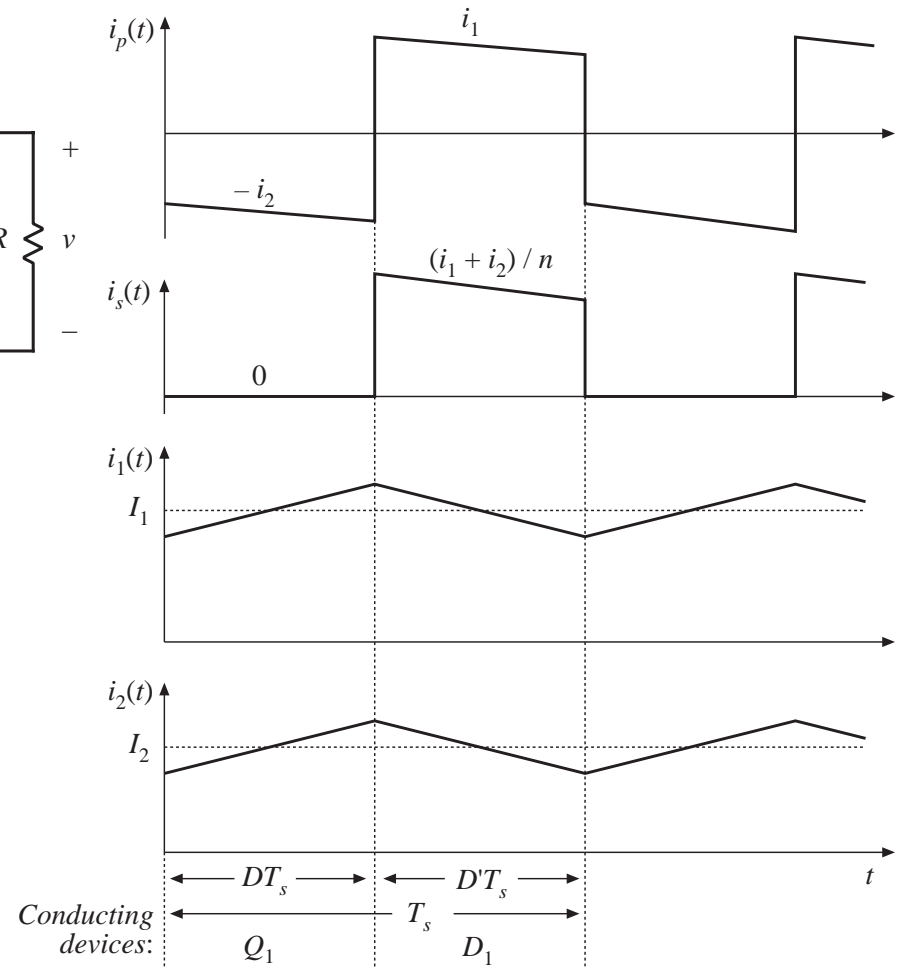 i_p(t)
i_1
– i_2
+
R
v
–
i_s(t)
(i_1 + i_2) / n
0
i_1(t)
I_1
i_2(t)
I_2
t
DT_s
D'T_s
T_s
Conducting
devices:
Q_1
D_1